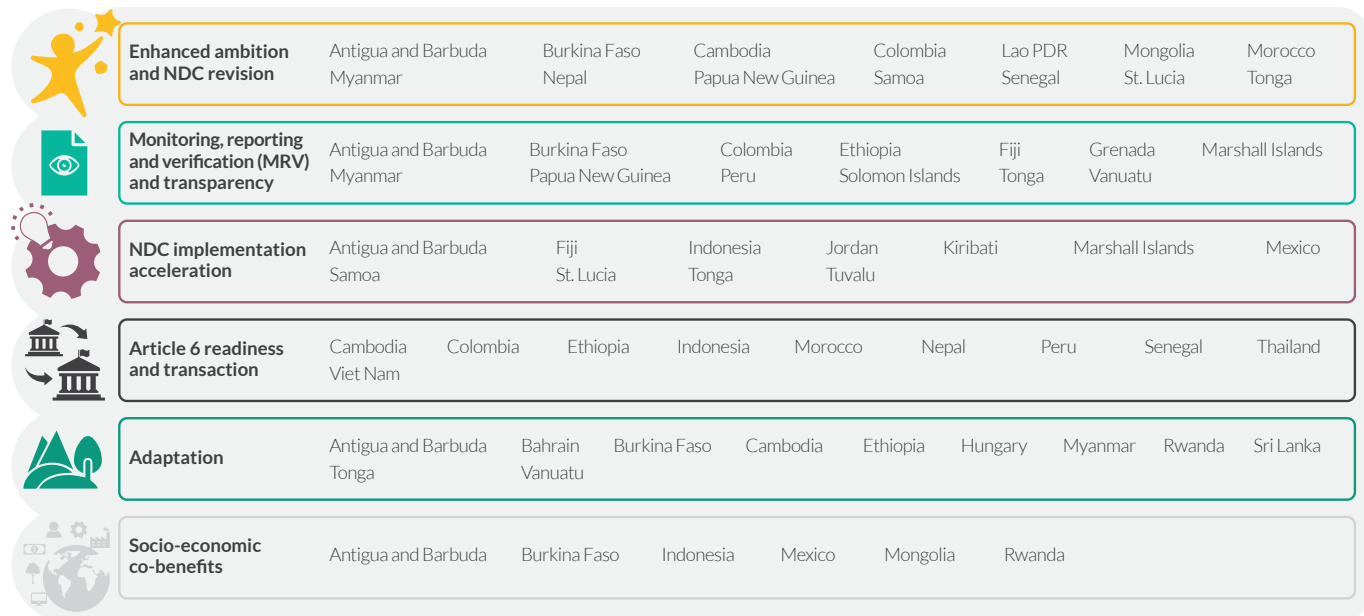 Enhanced ambition
and NDC revision
Antigua and Barbuda Burkina Faso Cambodia Colombia Lao PDR Mongolia Morocco
Myanmar Nepal Papua New Guinea Samoa Senegal St. Lucia Tonga
Monitoring, reporting
and verification (MRV)
and transparency
Antigua and Barbuda Burkina Faso Colombia Ethiopia Fiji Grenada Marshall Islands
Myanmar Papua New Guinea Peru Solomon Islands Tonga Vanuatu
NDC implementation
acceleration
Antigua and Barbuda Fiji Indonesia Jordan Kiribati Marshall Islands Mexico
Samoa St. Lucia Tonga Tuvalu
Article 6 readiness
and transaction
Cambodia Colombia Ethiopia Indonesia Morocco Nepal Peru Senegal Thailand
Viet Nam
Adaptation
Antigua and Barbuda Bahrain Burkina Faso Cambodia Ethiopia Hungary Myanmar Rwanda Sri Lanka
Tonga Vanuatu
Socio-economic
co-benefits
Antigua and Barbuda Burkina Faso Indonesia Mexico Mongolia Rwanda